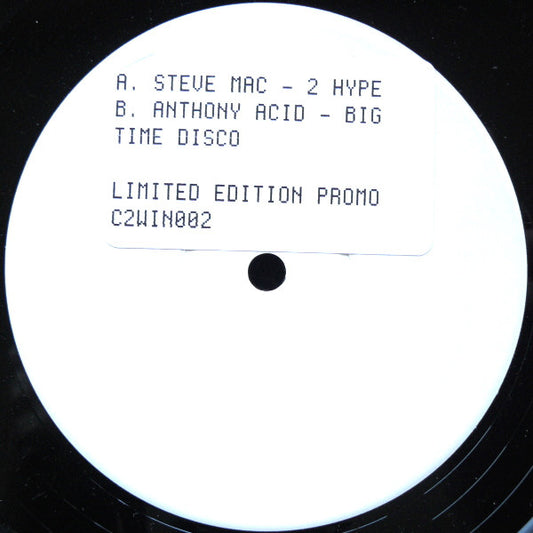 A. STEVE MAC - 2 HYPE
B. ANTHONY ACID - BIG
TIME DISCO
LIMITED EDITION PROMO
C2WIN002